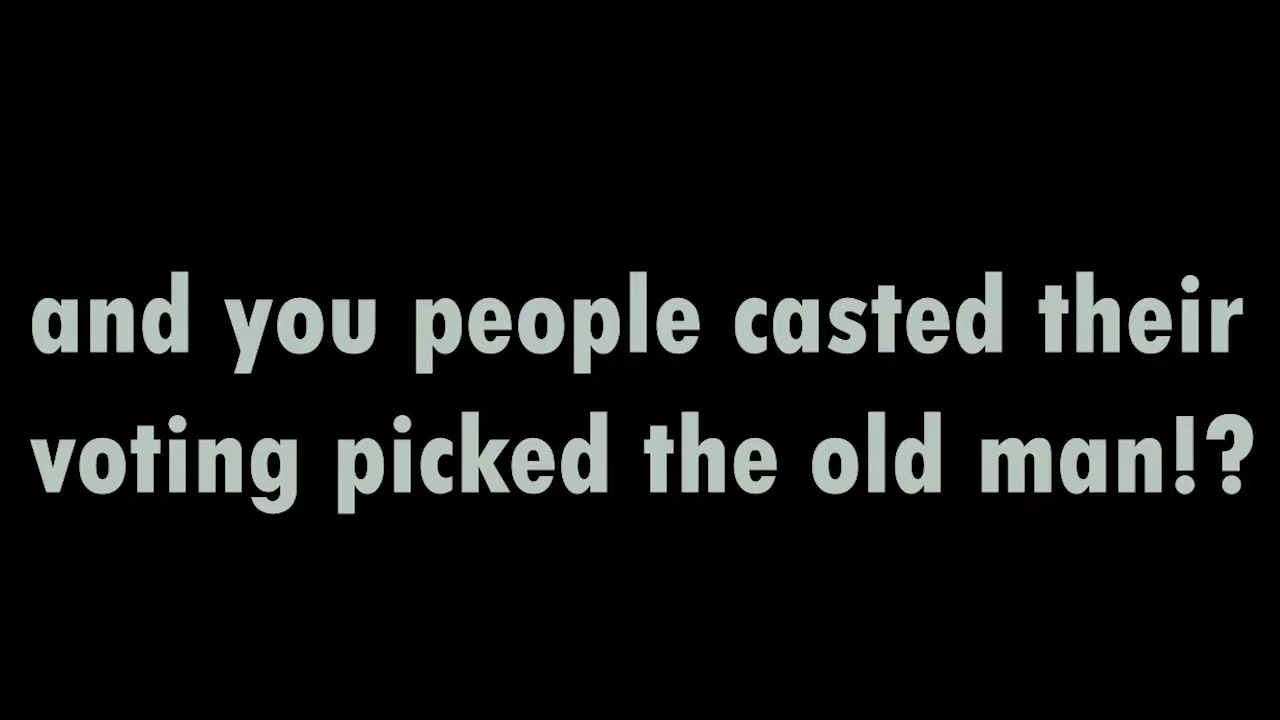 and you people casted their
voting picked the old man!?